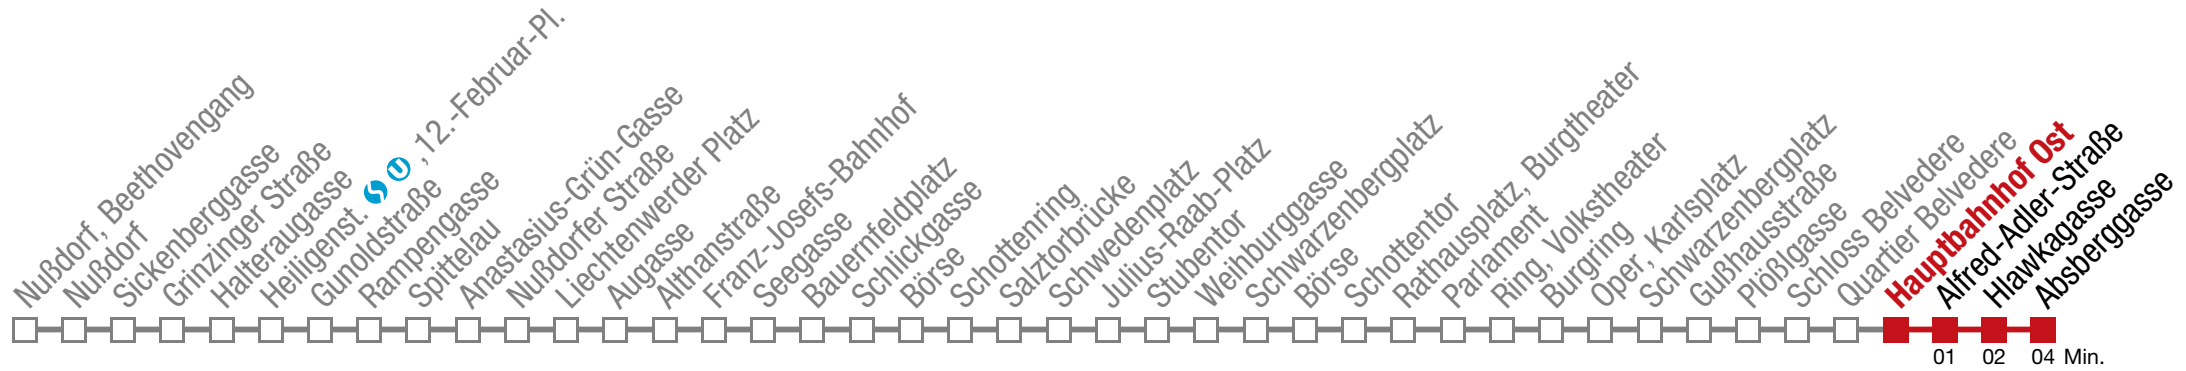 Nußdorf, Beethovengang
Nußdorf
Sickenberggasse
Grinzinger Straße
Halteraugasse
Heiligenst. S U , 12.-Februar-Pl.
Gunoldstraße
Rampengasse
Spittelau
Anastasius-Grün-Gasse
Nußdorfer Straße
Liechtenwerder Platz
Augasse
Althanstraße
Franz-Josefs-Bahnhof
Seegasse
Bauernfeldplatz
Schlickgasse
Börse
Schottenring
Salztorbrücke
Schwedenplatz
Julius-Raab-Platz
Stubentor
Weihburggasse
Schwarzenbergplatz
Börse
Schottentor
Rathausplatz, Burgtheater
Parlament
Ring, Volkstheater
Burgring
Oper, Karlsplatz
Schwarzenbergplatz
Gußhausstraße
Plößlgasse
Schloss Belvedere
Quartier Belvedere
Hauptbahnhof Ost
Alfred-Adler-Straße
Hawkagasse
Absberggasse
01 02 04 Min.